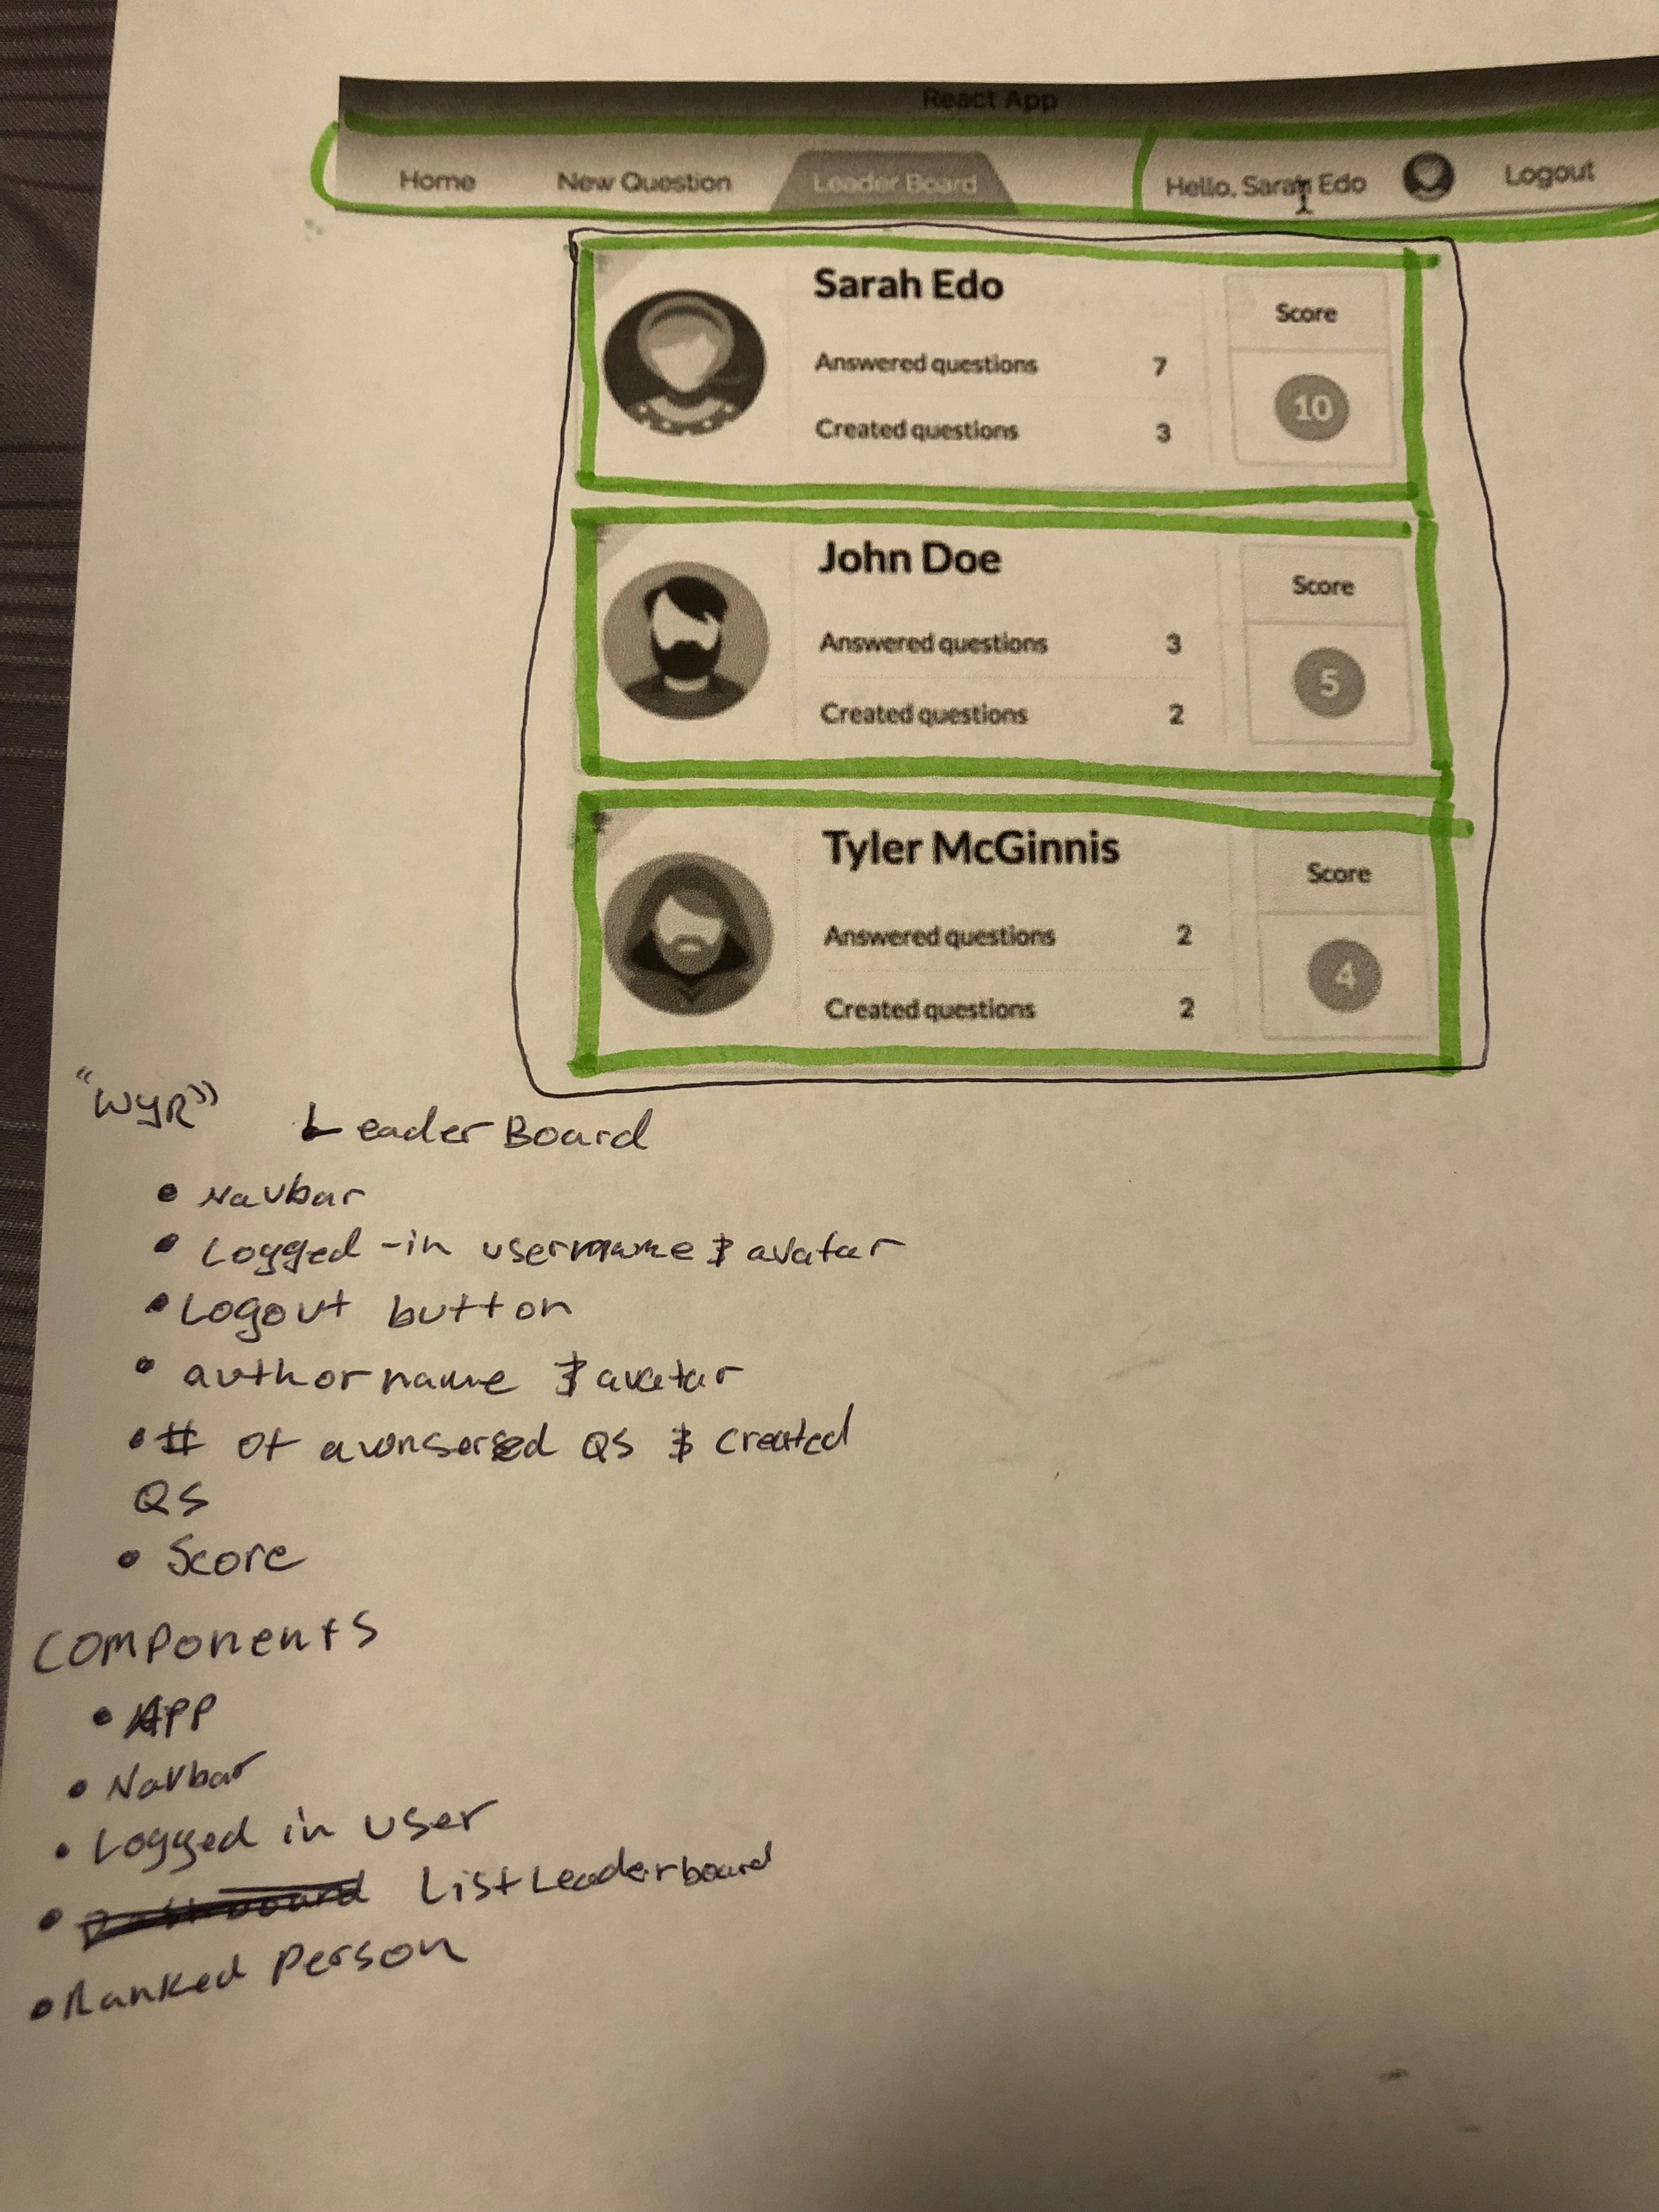 React App
Home New Question Leader Board Hello, Sarah Edo Logout
Sarah Edo
Score
Answered questions 7
10
Created questions 3
John Doe
Score
Answered questions 3
5
Created questions 2
Tyler McGinnis
Score
Answered questions 2
4
Created questions 2
"WYR"
Leader Board
• Navbar
• Logged-in username & avatar
• Logout button
• author name & avatar
• # of awnsered QS & created
QS
• Score
Components
• App
• Navbar
• Logged in user
• ListLeaderboard
• Ranked Person